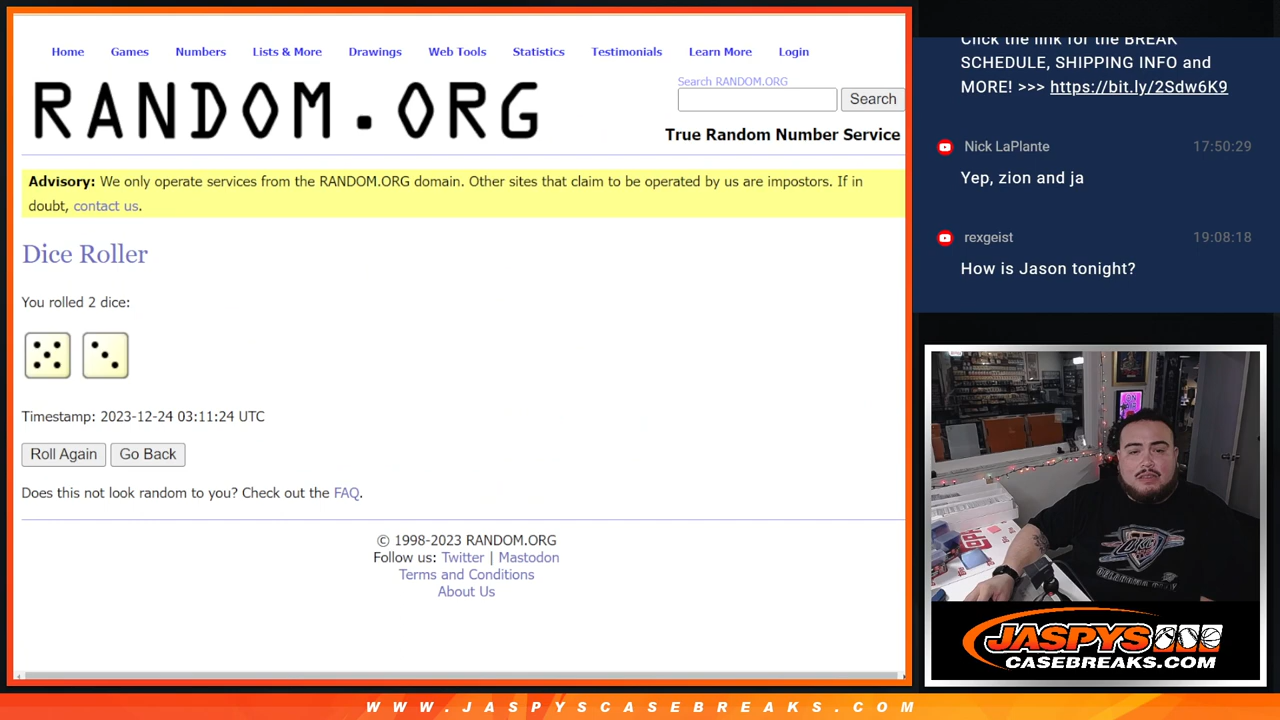 Home Games Numbers Lists & More Drawings Web Tools Statistics Testimonials Learn More Login
RANDOM.ORG
Search RANDOM.ORG
Search
True Random Number Service
Advisory: We only operate services from the RANDOM.ORG domain. Other sites that claim to be operated by us are impostors. If in
doubt, contact us.
Dice Roller
You rolled 2 dice:
Timestamp: 2023-12-24 03:11:24 UTC
Roll Again Go Back
Does this not look random to you? Check out the FAQ.
© 1998-2023 RANDOM.ORG
Follow us: Twitter | Mastodon
Terms and Conditions
About Us
Click the link for the BREAK
SCHEDULE, SHIPPING INFO and
MORE! >>> https://bit.ly/2Sdw6K9
Nick LaPlante 17:50:29
Yep, zion and ja
rexgeist 19:08:18
How is Jason tonight?
OKC
JASPYS
CASEBREAKS.COM
WWW.JASPYSCASEBREAKS.COM